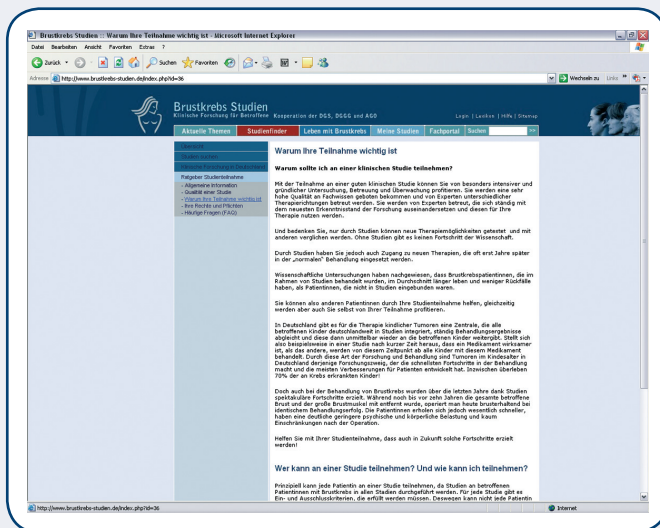 Brustkrebs Studien :: Warum Ihre Teilnahme wichtig ist - Microsoft Internet Explorer
Datei Bearbeiten Ansicht Favoriten Extras ?
Zurück Suchen Favoriten
Adresse http://www.brustkrebs-studien.de/index.php?id=36 Wechseln zu Links
Brustkrebs Studien
Klinische Forschung für Betroffene Kooperation der DGS, DGGG und AGO
Login | Lexikon | Hilfe | Sitemap
Aktuelle Themen Studienfinder Leben mit Brustkrebs Meine Studien Fachportal Suchen
Übersicht
Studien suchen
Klinische Forschung in Deutschland
Ratgeber Studienteilnahme
- Allgemeine Information
- Qualität einer Studie
- Warum Ihre Teilnahme wichtig ist
- Ihre Rechte und Pflichten
- Häufige Fragen (FAQ)
Warum Ihre Teilnahme wichtig ist
Warum sollte ich an einer klinischen Studie teilnehmen?
Mit der Teilnahme an einer guten klinischen Studie können Sie von besonders intensiver und
gründlicher Untersuchung, Betreuung und Überwachung profitieren. Sie werden eine sehr
hohe Qualität an Fachwissen geboten bekommen und von Experten unterschiedlicher
Therapierichtungen betreut werden. Sie werden von Experten betreut, die sich ständig mit
dem neuesten Erkenntnisstand der Forschung auseinandersetzen und diesen für Ihre
Therapie nutzen werden.
Und bedenken Sie, nur durch Studien können neue Therapiemöglichkeiten getestet und mit
anderen verglichen werden. Ohne Studien gibt es keinen Fortschritt der Wissenschaft.
Durch Studien haben Sie jedoch auch Zugang zu neuen Therapien, die oft erst Jahre später
in der „normalen" Behandlung eingesetzt werden.
Wissenschaftliche Untersuchungen haben nachgewiesen, dass Brustkrebspatientinnen, die im
Rahmen von Studien behandelt wurden, im Durchschnitt länger leben und weniger Rückfälle
haben, als Patientinnen, die nicht in Studien eingebunden waren.
Sie können also anderen Patientinnen durch Ihre Studienteilnahme helfen, gleichzeitig
werden aber auch Sie selbst von Ihrer Teilnahme profitieren.
In Deutschland gibt es für die Therapie kindlicher Tumoren eine Zentrale, die alle
betroffenen Kinder deutschlandweit in Studien integriert, ständig Behandlungsergebnisse
abgleicht und diese dann unmittelbar wieder an die betroffenen Kinder weitergibt. Stellt sich
also beispielsweise in einer Studie nach kurzer Zeit heraus, dass ein Medikament wirksamer
ist, als das andere, werden von diesem Zeitpunkt ab alle Kinder mit diesem Medikament
behandelt. Durch diese Art der Forschung und Behandlung sind Tumoren im Kindesalter in
Deutschland derjenige Forschungszweig, der die schnellsten Fortschritte in der Behandlung
macht und die meisten Verbesserungen für Patienten entwickelt hat. Inzwischen überleben
70% der an Krebs erkrankten Kinder!
Doch auch bei der Behandlung von Brustkrebs wurden über die letzten Jahre dank Studien
spektakuläre Fortschritte erzielt. Während noch bis vor zehn Jahren die gesamte betroffene
Brust und der große Brustmuskel mit entfernt wurde, operiert man heute brusterhaltend bei
identischem Behandlungserfolg. Die Patientinnen erholen sich jedoch wesentlich schneller,
haben eine deutliche geringere psychische und körperliche Belastung und kaum
Einschränkungen nach der Operation.
Helfen Sie mit Ihrer Studienteilnahme, dass auch in Zukunft solche Fortschritte erzielt
werden!
Wer kann an einer Studie teilnehmen? Und wie kann ich teilnehmen?
Prinzipiell kann jede Patientin an einer Studie teilnehmen, da Studien an betroffenen
Patientinnen mit Brustkrebs in allen Stadien durchgeführt werden. Für jede Studie gibt es
Ein- und Ausschlusskriterien, die erfüllt werden müssen. Deswegen kann nicht jede Patientin
http://www.brustkrebs-studien.de/index.php?id=36 Internet